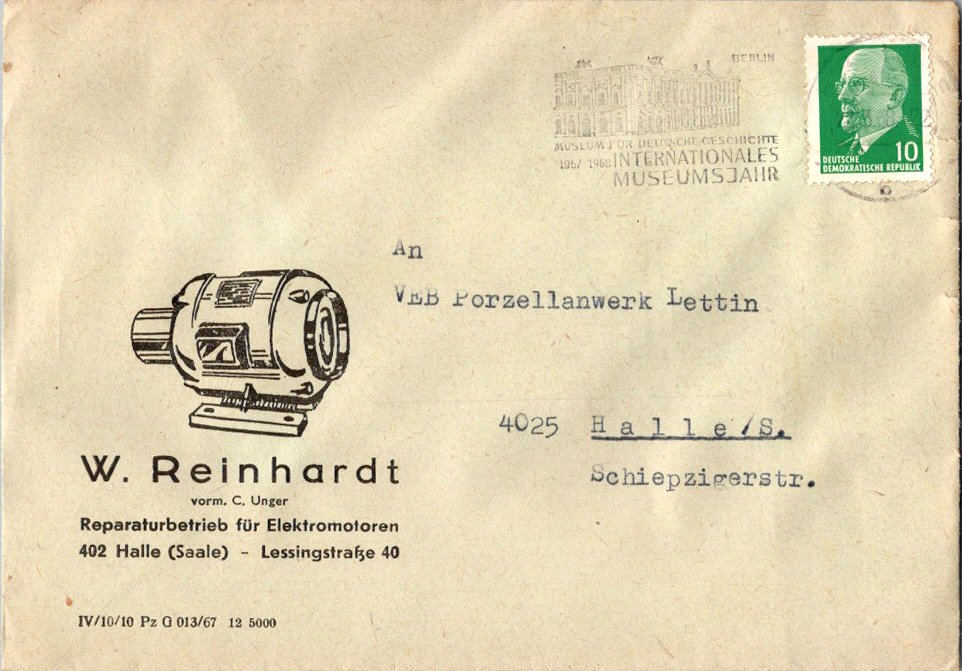 BERLIN
MUSEUM FÜR DEUTSCHE GESCHICHTE
1967-1968 INTERNATIONALES
MUSEUMSJAHR
10
DEUTSCHE
DEMOKRATISCHE REPUBLIK
b
An
VEB Porzellanwerk Lettin
4025 Halle/S.
Schiepzigerstr.
W. Reinhardt
vorm. C. Unger
Reparaturbetrieb für Elektromotoren
402 Halle (Saale) – Lessingstraße 40
IV/10/10 Pz G 013/67 12 5000